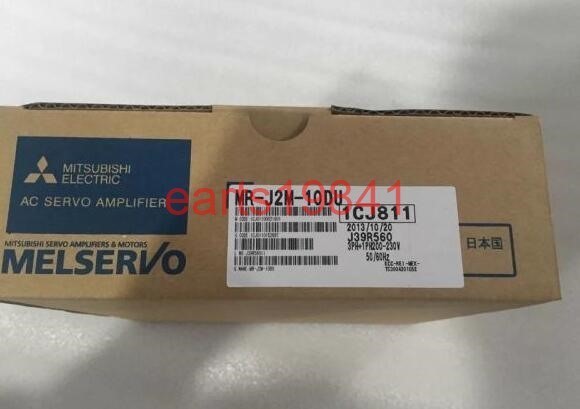 MITSUBISHI
ELECTRIC
AC SERVO AMPLIFIER
MITSUBISHI SERVO AMPLIFIERS & MOTORS
MELSERVO
MR-J2M-10DU
1CJ811
2013/10/20
J39R560
3PH+1PH200-230V
50/60Hz
日本国
earls19841